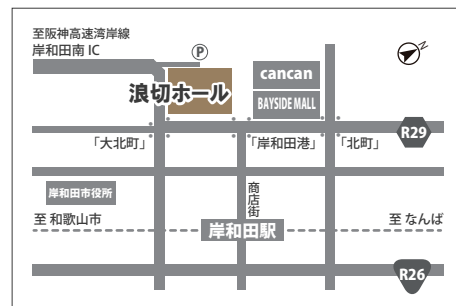 至阪神高速湾岸線
岸和田南 IC
P
N
cancan
BAYSIDE MALL
浪切ホール
「大北町」
「岸和田港」
「北町」
R29
岸和田市役所
商店街
至 和歌山市
至 なんば
岸和田駅
R26